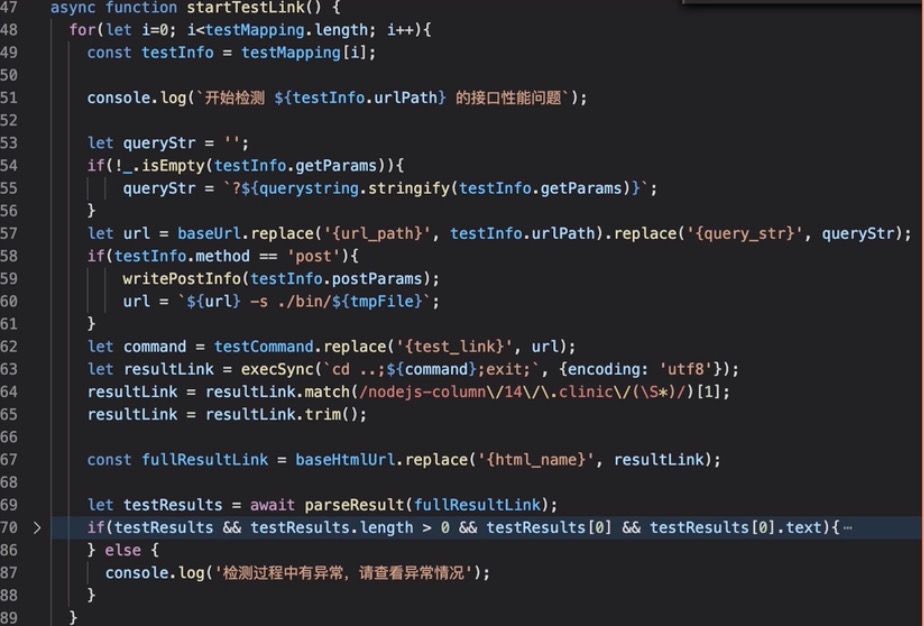 47 async function startTestLink() {
48 for(let i=0; i<testMapping.length; i++){
49 const testInfo = testMapping[i];
50
51 console.log(`开始检测 ${testInfo.urlPath} 的接口性能问题`);
52
53 let queryStr = '';
54 if(!_.isEmpty(testInfo.getParams)){
55 queryStr = `?${querystring.stringify(testInfo.getParams)}`;
56 }
57 let url = baseUrl.replace('{url_path}', testInfo.urlPath).replace('{query_str}', queryStr);
58 if(testInfo.method == 'post'){
59 writePostInfo(testInfo.postParams);
60 url = `${url} -s ./bin/${tmpFile}`;
61 }
62 let command = testCommand.replace('{test_link}', url);
63 let resultLink = execSync(`cd ..;${command};exit;`, {encoding: 'utf8'});
64 resultLink = resultLink.match(/nodejs-column\/14\/\.clinic\/(\S*)/)[1];
65 resultLink = resultLink.trim();
66
67 const fullResultLink = baseHtmlUrl.replace('{html_name}', resultLink);
68
69 let testResults = await parseResult(fullResultLink);
70 if(testResults && testResults.length > 0 && testResults[0] && testResults[0].text){⋯
86 } else {
87 console.log('检测过程中有异常，请查看异常情况');
88 }
89 }